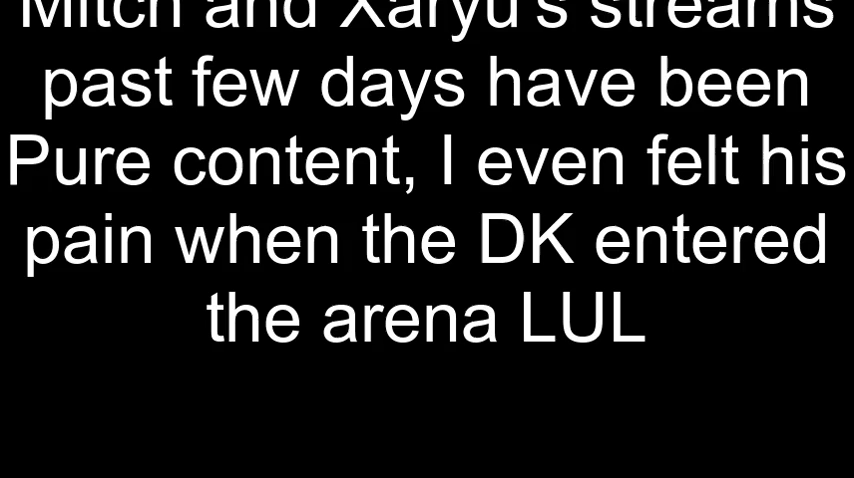 Mitch and Xaryu's streams
past few days have been
Pure content, I even felt his
pain when the DK entered
the arena LUL